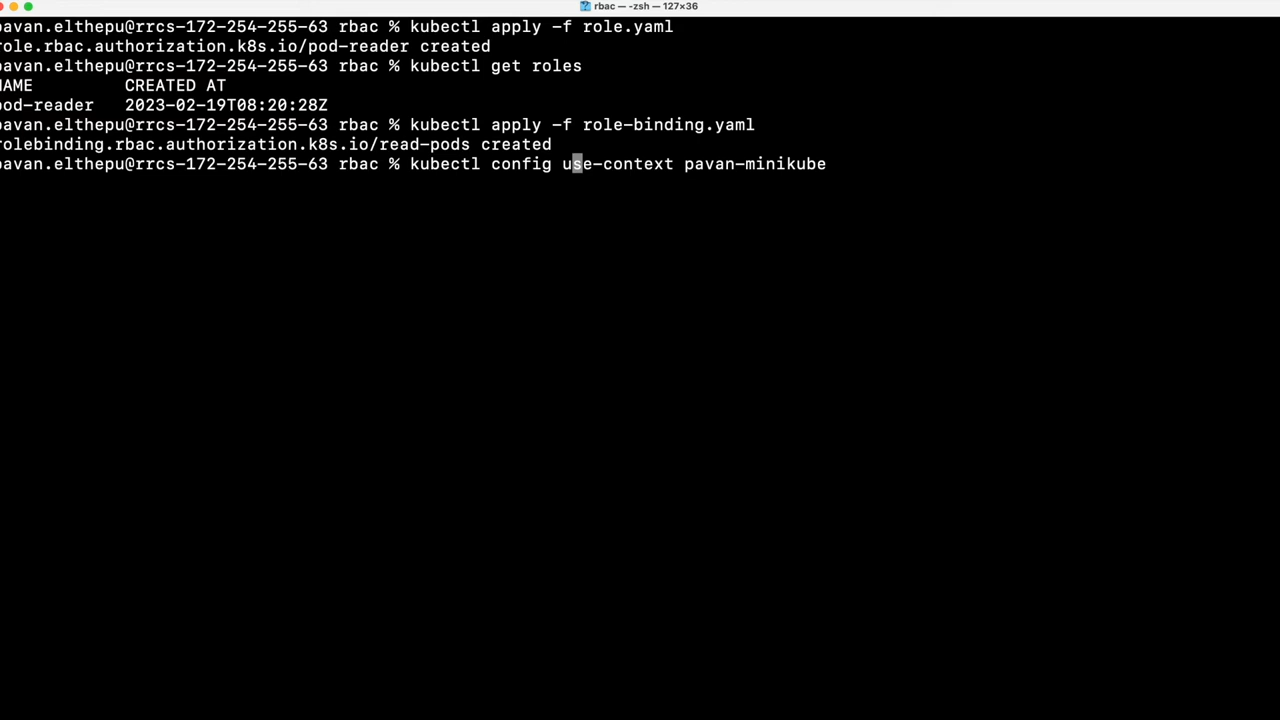 rbac — -zsh — 127×36
pavan.elthepu@rrcs-172-254-255-63 rbac % kubectl apply -f role.yaml
role.rbac.authorization.k8s.io/pod-reader created
pavan.elthepu@rrcs-172-254-255-63 rbac % kubectl get roles
NAME CREATED AT
pod-reader 2023-02-19T08:20:28Z
pavan.elthepu@rrcs-172-254-255-63 rbac % kubectl apply -f role-binding.yaml
rolebinding.rbac.authorization.k8s.io/read-pods created
pavan.elthepu@rrcs-172-254-255-63 rbac % kubectl config use-context pavan-minikube